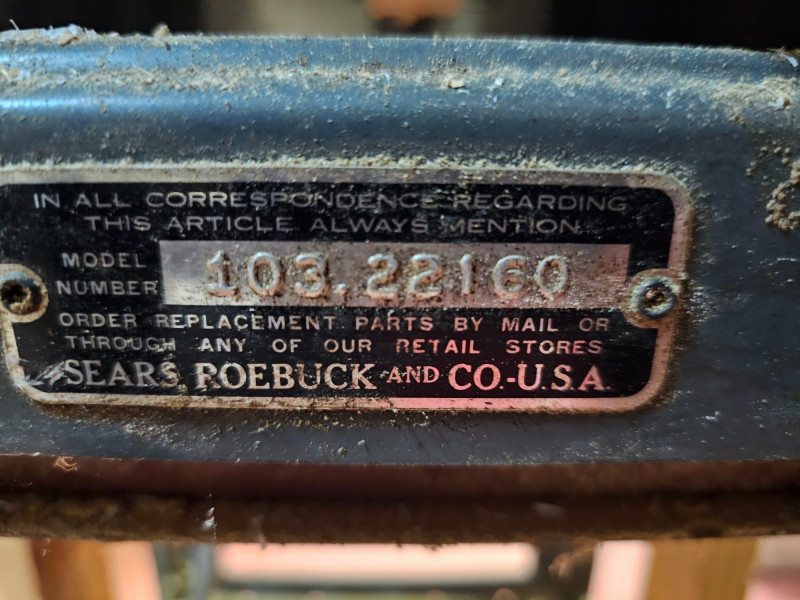 IN ALL CORRESPONDENCE REGARDING
THIS ARTICLE ALWAYS MENTION
MODEL NUMBER 103.22160
ORDER REPLACEMENT PARTS BY MAIL OR
THROUGH ANY OF OUR RETAIL STORES
SEARS, ROEBUCK AND CO.-U.S.A.